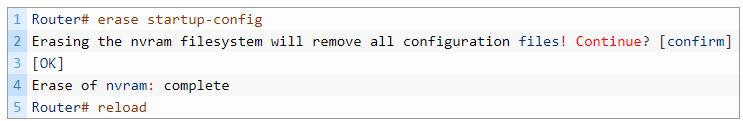 1 Router# erase startup-config
2 Erasing the nvram filesystem will remove all configuration files! Continue? [confirm]
3 [OK]
4 Erase of nvram: complete
5 Router# reload